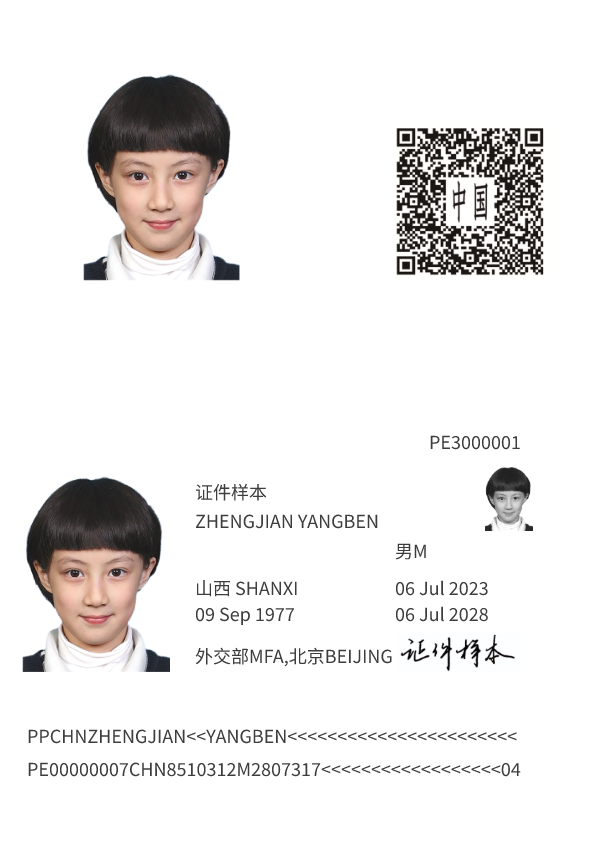 中国
PE3000001
证件样本
ZHENGJIAN YANGBEN
男M
山西 SHANXI
06 Jul 2023
09 Sep 1977
06 Jul 2028
外交部MFA,北京BEIJING
证件样本
PPCHNZHENGJIAN<<YANGBEN<<<<<<<<<<<<<<<<<<<<<<<
PE00000007CHN8510312M2807317<<<<<<<<<<<<<<<<<<04